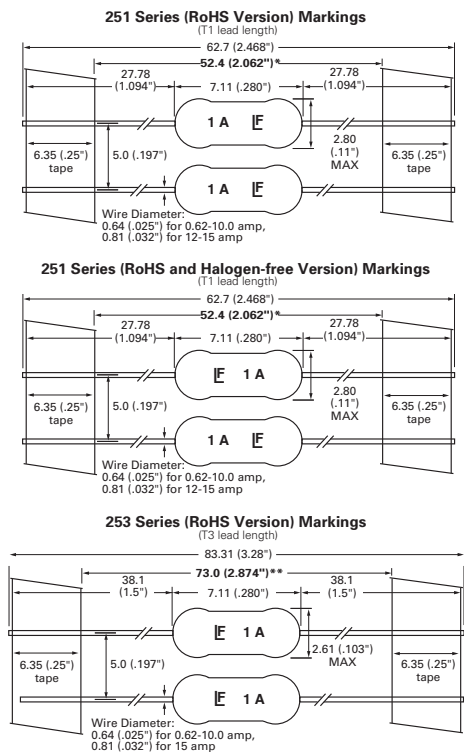 251 Series (RoHS Version) Markings
(T1 lead length)
62.7 (2.468")
52.4 (2.062")*
27.78 (1.094")
7.11 (.280")
27.78 (1.094")
1 A LF
6.35 (.25") tape
5.0 (.197")
2.80 (.11") MAX
6.35 (.25") tape
1 A LF
Wire Diameter:
0.64 (.025") for 0.62-10.0 amp,
0.81 (.032") for 12-15 amp
251 Series (RoHS and Halogen-free Version) Markings
(T1 lead length)
62.7 (2.468")
52.4 (2.062")*
27.78 (1.094")
7.11 (.280")
27.78 (1.094")
LF 1 A
6.35 (.25") tape
5.0 (.197")
2.80 (.11") MAX
6.35 (.25") tape
1 A LF
Wire Diameter:
0.64 (.025") for 0.62-10.0 amp,
0.81 (.032") for 12-15 amp
253 Series (RoHS Version) Markings
(T3 lead length)
83.31 (3.28")
73.0 (2.874")**
38.1 (1.5")
7.11 (.280")
38.1 (1.5")
LF 1 A
6.35 (.25") tape
5.0 (.197")
2.61 (.103") MAX
6.35 (.25") tape
LF 1 A
Wire Diameter:
0.64 (.025") for 0.62-10.0 amp,
0.81 (.032") for 15 amp